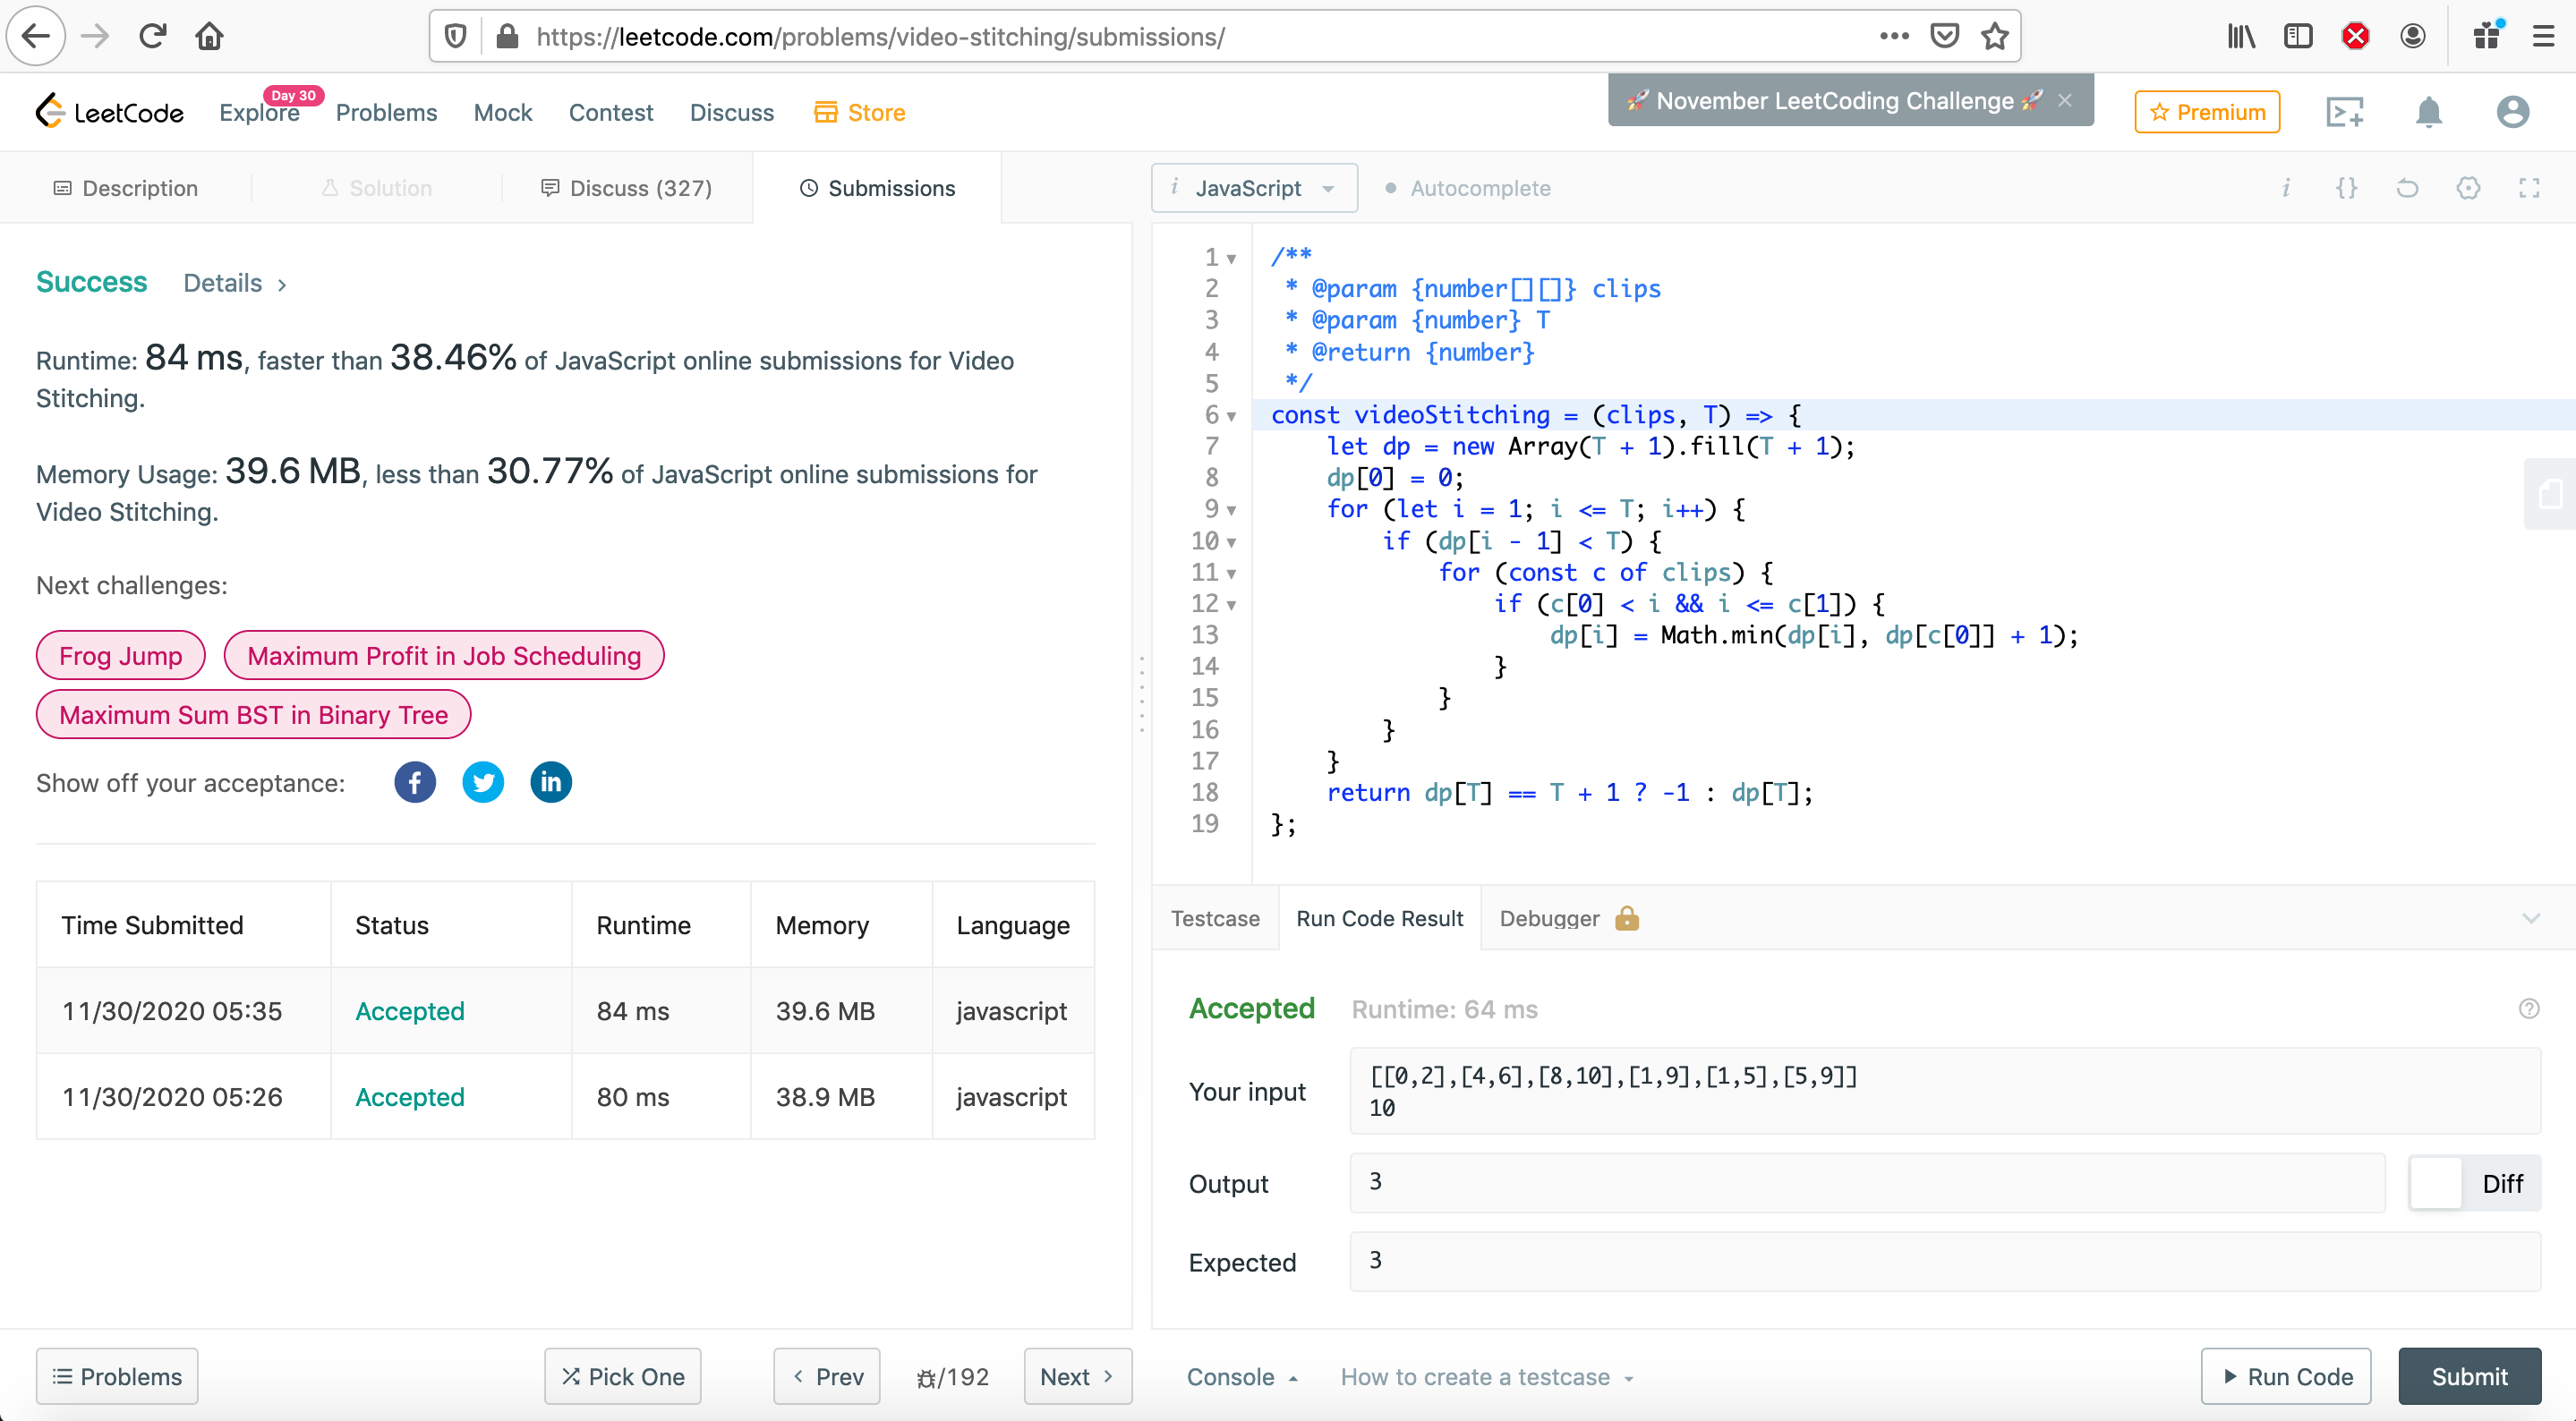 https://leetcode.com/problems/video-stitching/submissions/
LeetCode
Explore
Day 30
Problems
Mock
Contest
Discuss
Store
🚀 November LeetCoding Challenge 🚀 ×
Premium
Description
Solution
Discuss (327)
Submissions
Success
Details >
Runtime: 84 ms, faster than 38.46% of JavaScript online submissions for Video
Stitching.
Memory Usage: 39.6 MB, less than 30.77% of JavaScript online submissions for
Video Stitching.
Next challenges:
Frog Jump
Maximum Profit in Job Scheduling
Maximum Sum BST in Binary Tree
Show off your acceptance:
Time Submitted Status Runtime Memory Language
11/30/2020 05:35 Accepted 84 ms 39.6 MB javascript
11/30/2020 05:26 Accepted 80 ms 38.9 MB javascript
Problems
Pick One
< Prev
/192
Next >
i JavaScript
Autocomplete
i {}
1 /**
2  * @param {number[][]} clips
3  * @param {number} T
4  * @return {number}
5  */
6 const videoStitching = (clips, T) => {
7     let dp = new Array(T + 1).fill(T + 1);
8     dp[0] = 0;
9     for (let i = 1; i <= T; i++) {
10         if (dp[i - 1] < T) {
11             for (const c of clips) {
12                 if (c[0] < i && i <= c[1]) {
13                     dp[i] = Math.min(dp[i], dp[c[0]] + 1);
14                 }
15             }
16         }
17     }
18     return dp[T] == T + 1 ? -1 : dp[T];
19 };
Testcase
Run Code Result
Debugger
Accepted
Runtime: 64 ms
Your input
[[0,2],[4,6],[8,10],[1,9],[1,5],[5,9]]
10
Output
3
Diff
Expected
3
Console
How to create a testcase
Run Code
Submit